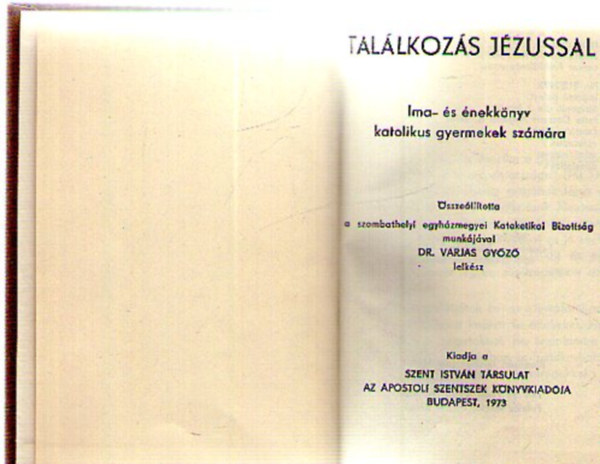 TALÁLKOZÁS JÉZUSSAL
Ima- és énekkönyv
katolikus gyermekek számára
Összeállította
a szombathelyi egyházmegyei Kateketikai Bizottság
munkájával
DR. VARJAS GYŐZŐ
lelkész
Kiadja a
SZENT ISTVÁN TÁRSULAT
AZ APOSTOLI SZENTSZÉK KÖNYVKIADÓJA
BUDAPEST, 1973